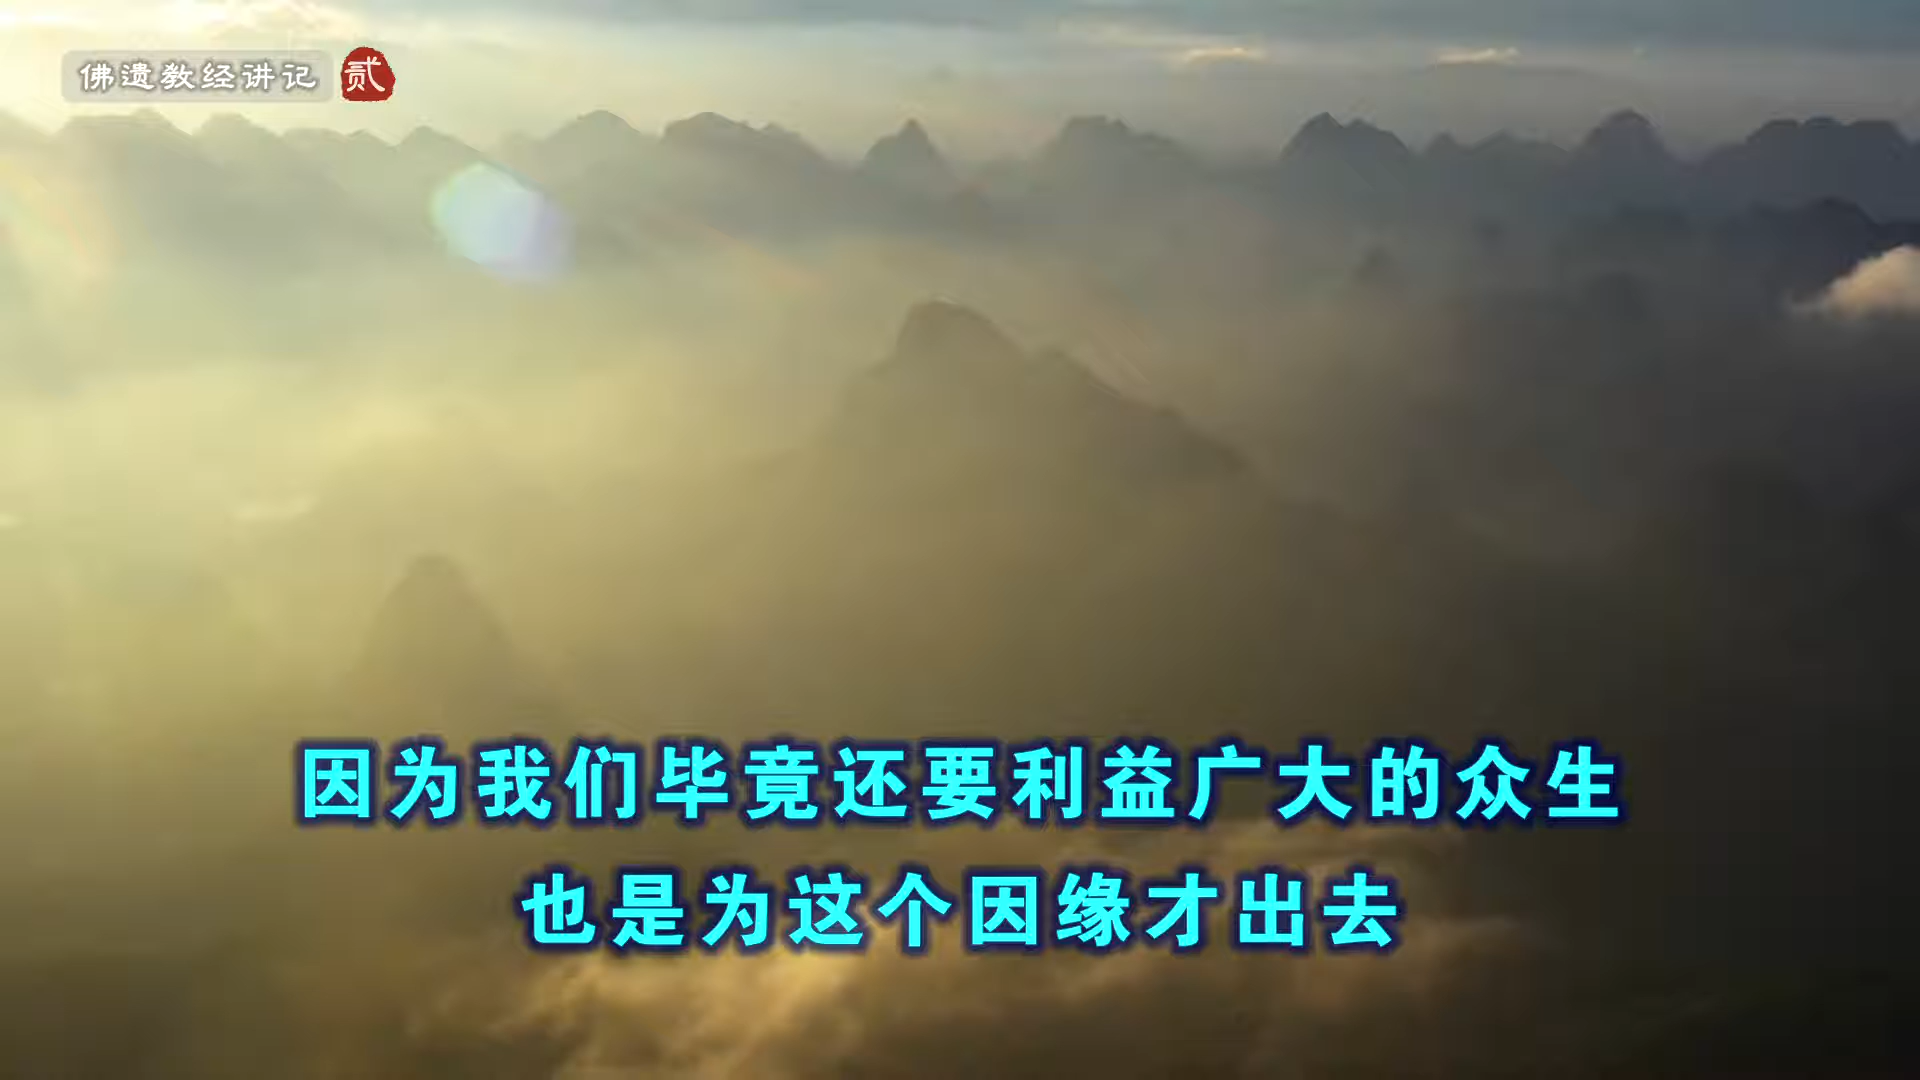 佛遗教经讲记 贰
因为我们毕竟还要利益广大的众生
也是为这个因缘才出去